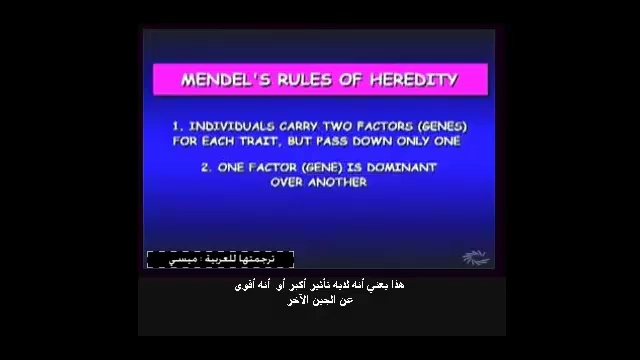 MENDEL'S RULES OF HEREDITY
1. INDIVIDUALS CARRY TWO FACTORS (GENES)
FOR EACH TRAIT, BUT PASS DOWN ONLY ONE
2. ONE FACTOR (GENE) IS DOMINANT
OVER ANOTHER
ترجمتها للعربية : ميسي
هذا يعني أنه لديه تأثير أكبر أو أنه أقوى
عن الجين الآخر